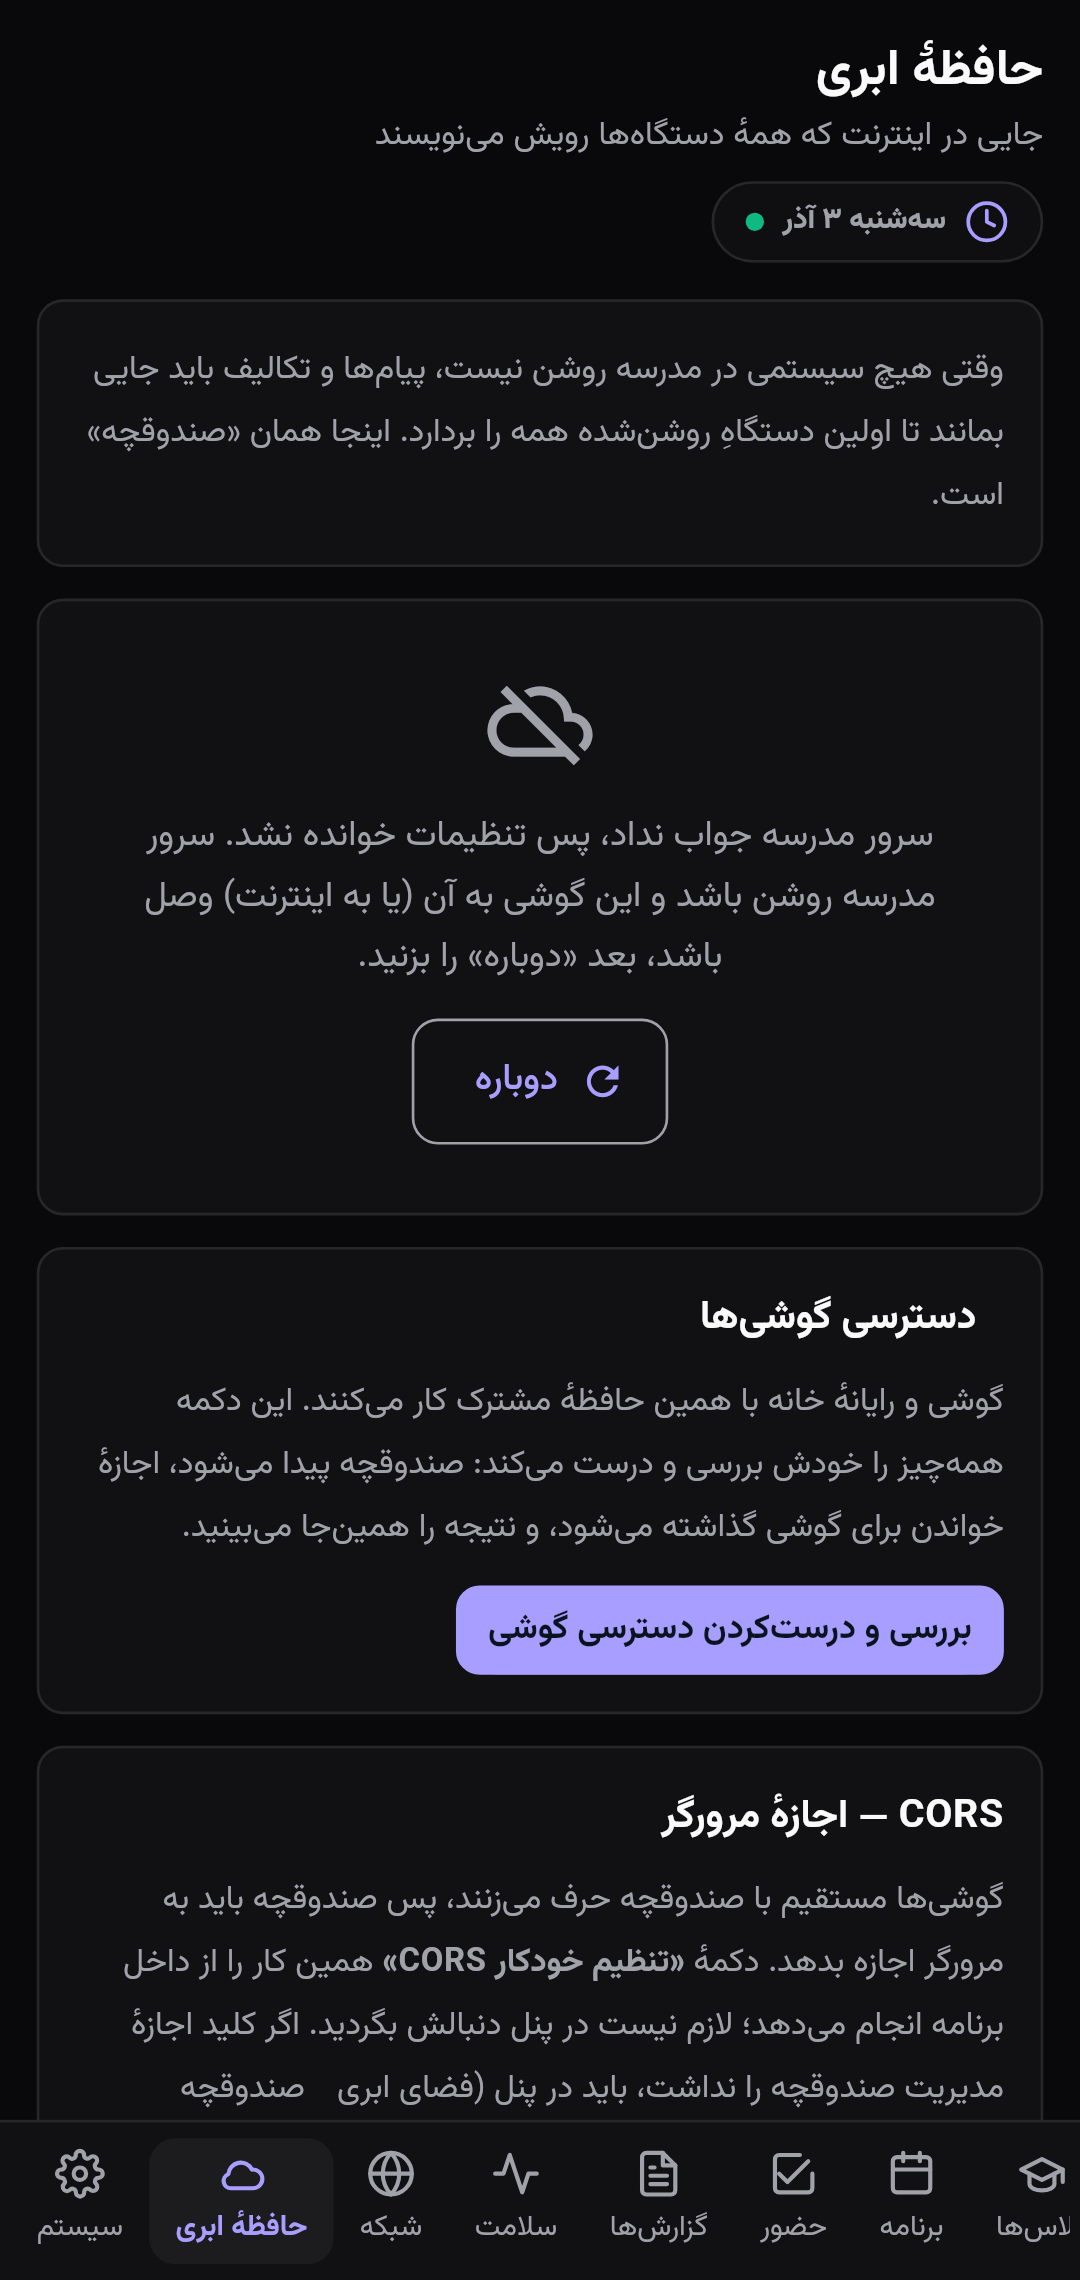 حافظهٔ ابری
جایی در اینترنت که همهٔ دستگاه‌ها رویش می‌نویسند
سه‌شنبه ۳ آذر
وقتی هیچ سیستمی در مدرسه روشن نیست، پیام‌ها و تکالیف باید جایی
بمانند تا اولین دستگاهِ روشن‌شده همه را بردارد. اینجا همان «صندوقچه»
است.
سرور مدرسه جواب نداد، پس تنظیمات خوانده نشد. سرور
مدرسه روشن باشد و این گوشی به آن (یا به اینترنت) وصل
باشد، بعد «دوباره» را بزنید.
دوباره
دسترسی گوشی‌ها
گوشی و رایانهٔ خانه با همین حافظهٔ مشترک کار می‌کنند. این دکمه
همه‌چیز را خودش بررسی و درست می‌کند: صندوقچه پیدا می‌شود، اجازهٔ
خواندن برای گوشی گذاشته می‌شود، و نتیجه را همین‌جا می‌بینید.
بررسی و درست‌کردن دسترسی گوشی
CORS — اجازهٔ مرورگر
گوشی‌ها مستقیم با صندوقچه حرف می‌زنند، پس صندوقچه باید به
مرورگر اجازه بدهد. دکمهٔ «تنظیم خودکار CORS» همین کار را از داخل
برنامه انجام می‌دهد؛ لازم نیست در پنل دنبالش بگردید. اگر کلید اجازهٔ
مدیریت صندوقچه را نداشت، باید در پنل (فضای ابری صندوقچه
لاس‌ها
برنامه
حضور
گزارش‌ها
سلامت
شبکه
حافظهٔ ابری
سیستم